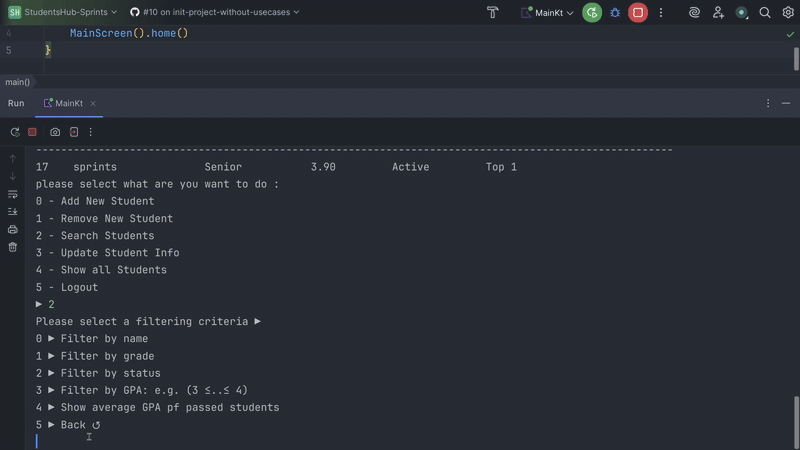 SH StudentsHub-Sprints #10 on init-project-without-usecases MainKt
4 MainScreen().home()
5 }
main()
Run MainKt
--------------------------------------------------------------------------------------------------------
17 sprints Senior 3.90 Active Top 1
please select what are you want to do :
0 - Add New Student
1 - Remove New Student
2 - Search Students
3 - Update Student Info
4 - Show all Students
5 - Logout
► 2
Please select a filtering criteria ►
0 ► Filter by name
1 ► Filter by grade
2 ► Filter by status
3 ► Filter by GPA: e.g. (3 ≤..≤ 4)
4 ► Show average GPA pf passed students
5 ► Back ↺